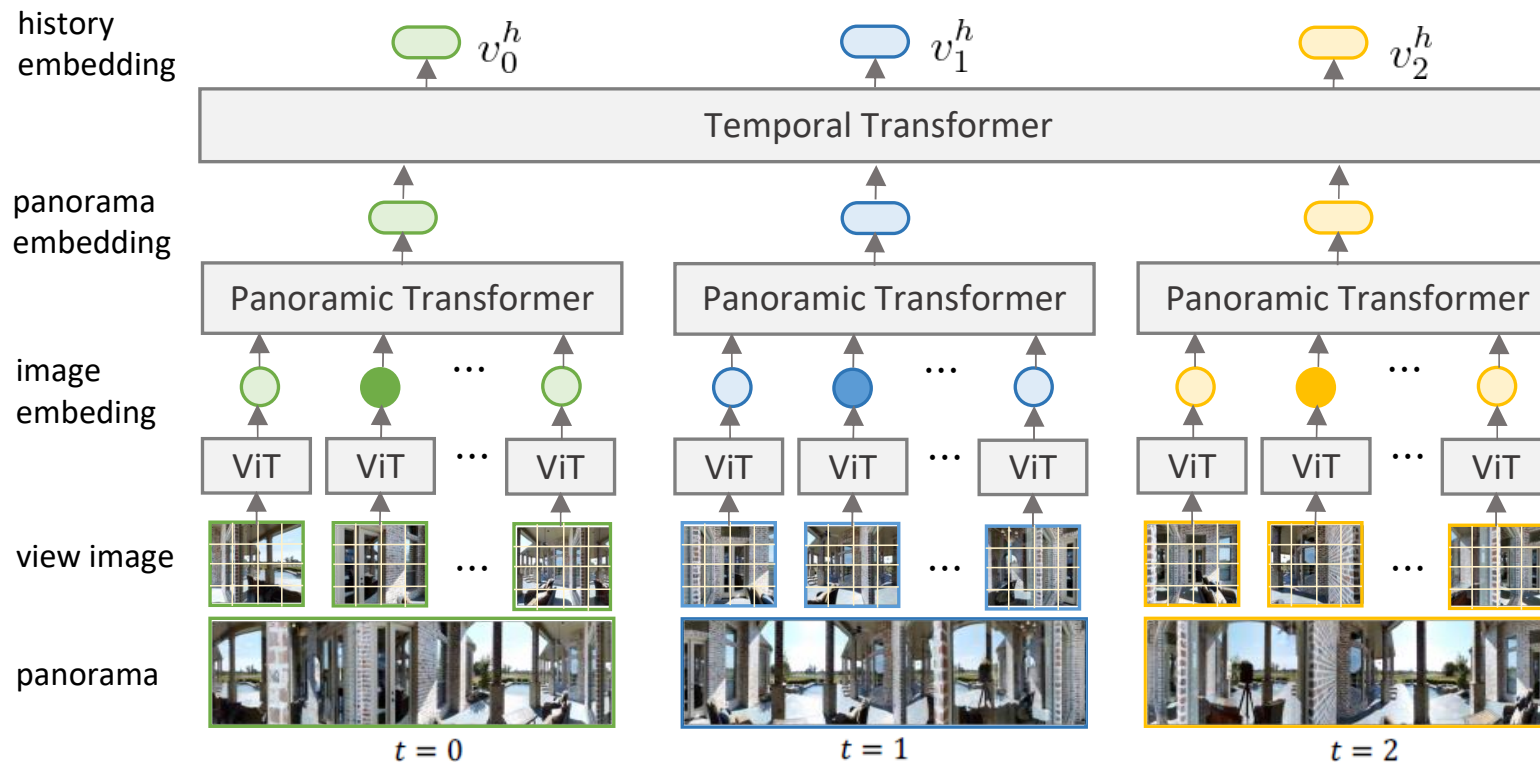 history
embedding
v_0^h
v_1^h
v_2^h
Temporal Transformer
panorama
embedding
Panoramic Transformer
Panoramic Transformer
Panoramic Transformer
image
embeding
...
...
...
ViT
ViT
...
ViT
ViT
ViT
...
ViT
ViT
ViT
...
ViT
view image
...
...
...
panorama
t = 0
t = 1
t = 2